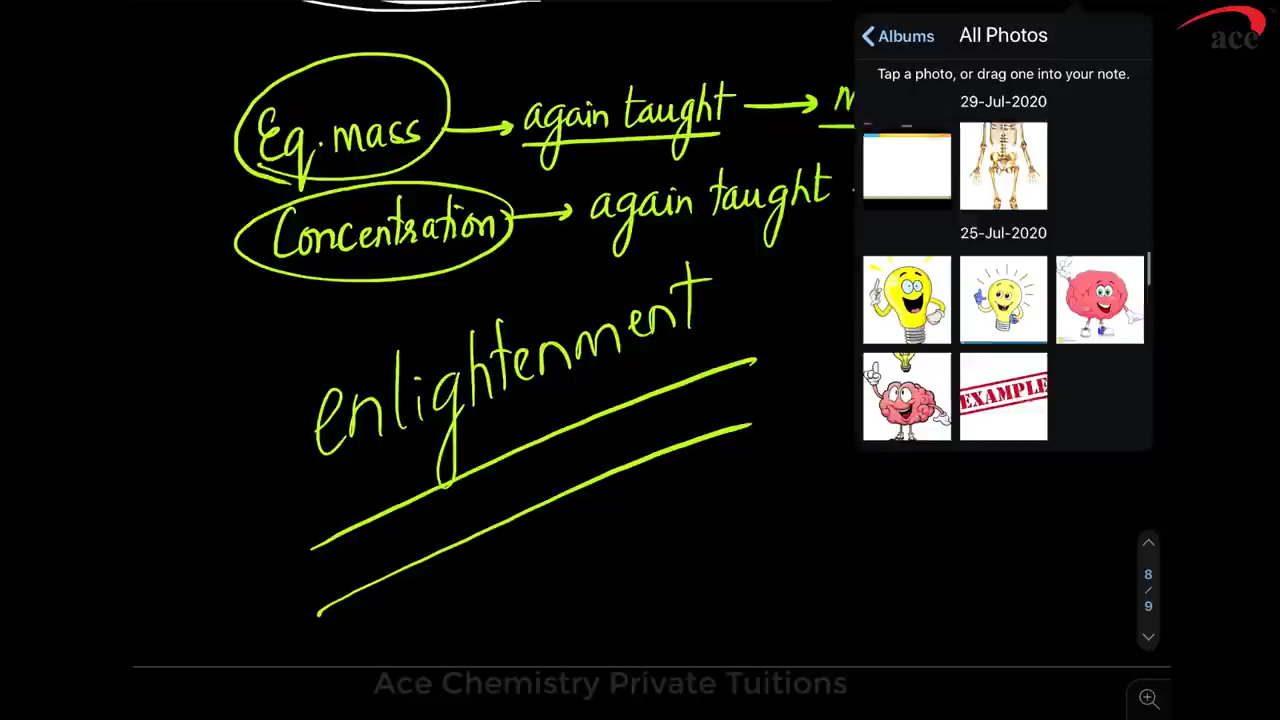 ace
Albums All Photos
Tap a photo, or drag one into your note.
29-Jul-2020
Eq. mass → again taught →
Concentration → again taught
25-Jul-2020
enlightenment
EXAMPLE
8
/
9
Ace Chemistry Private Tuitions